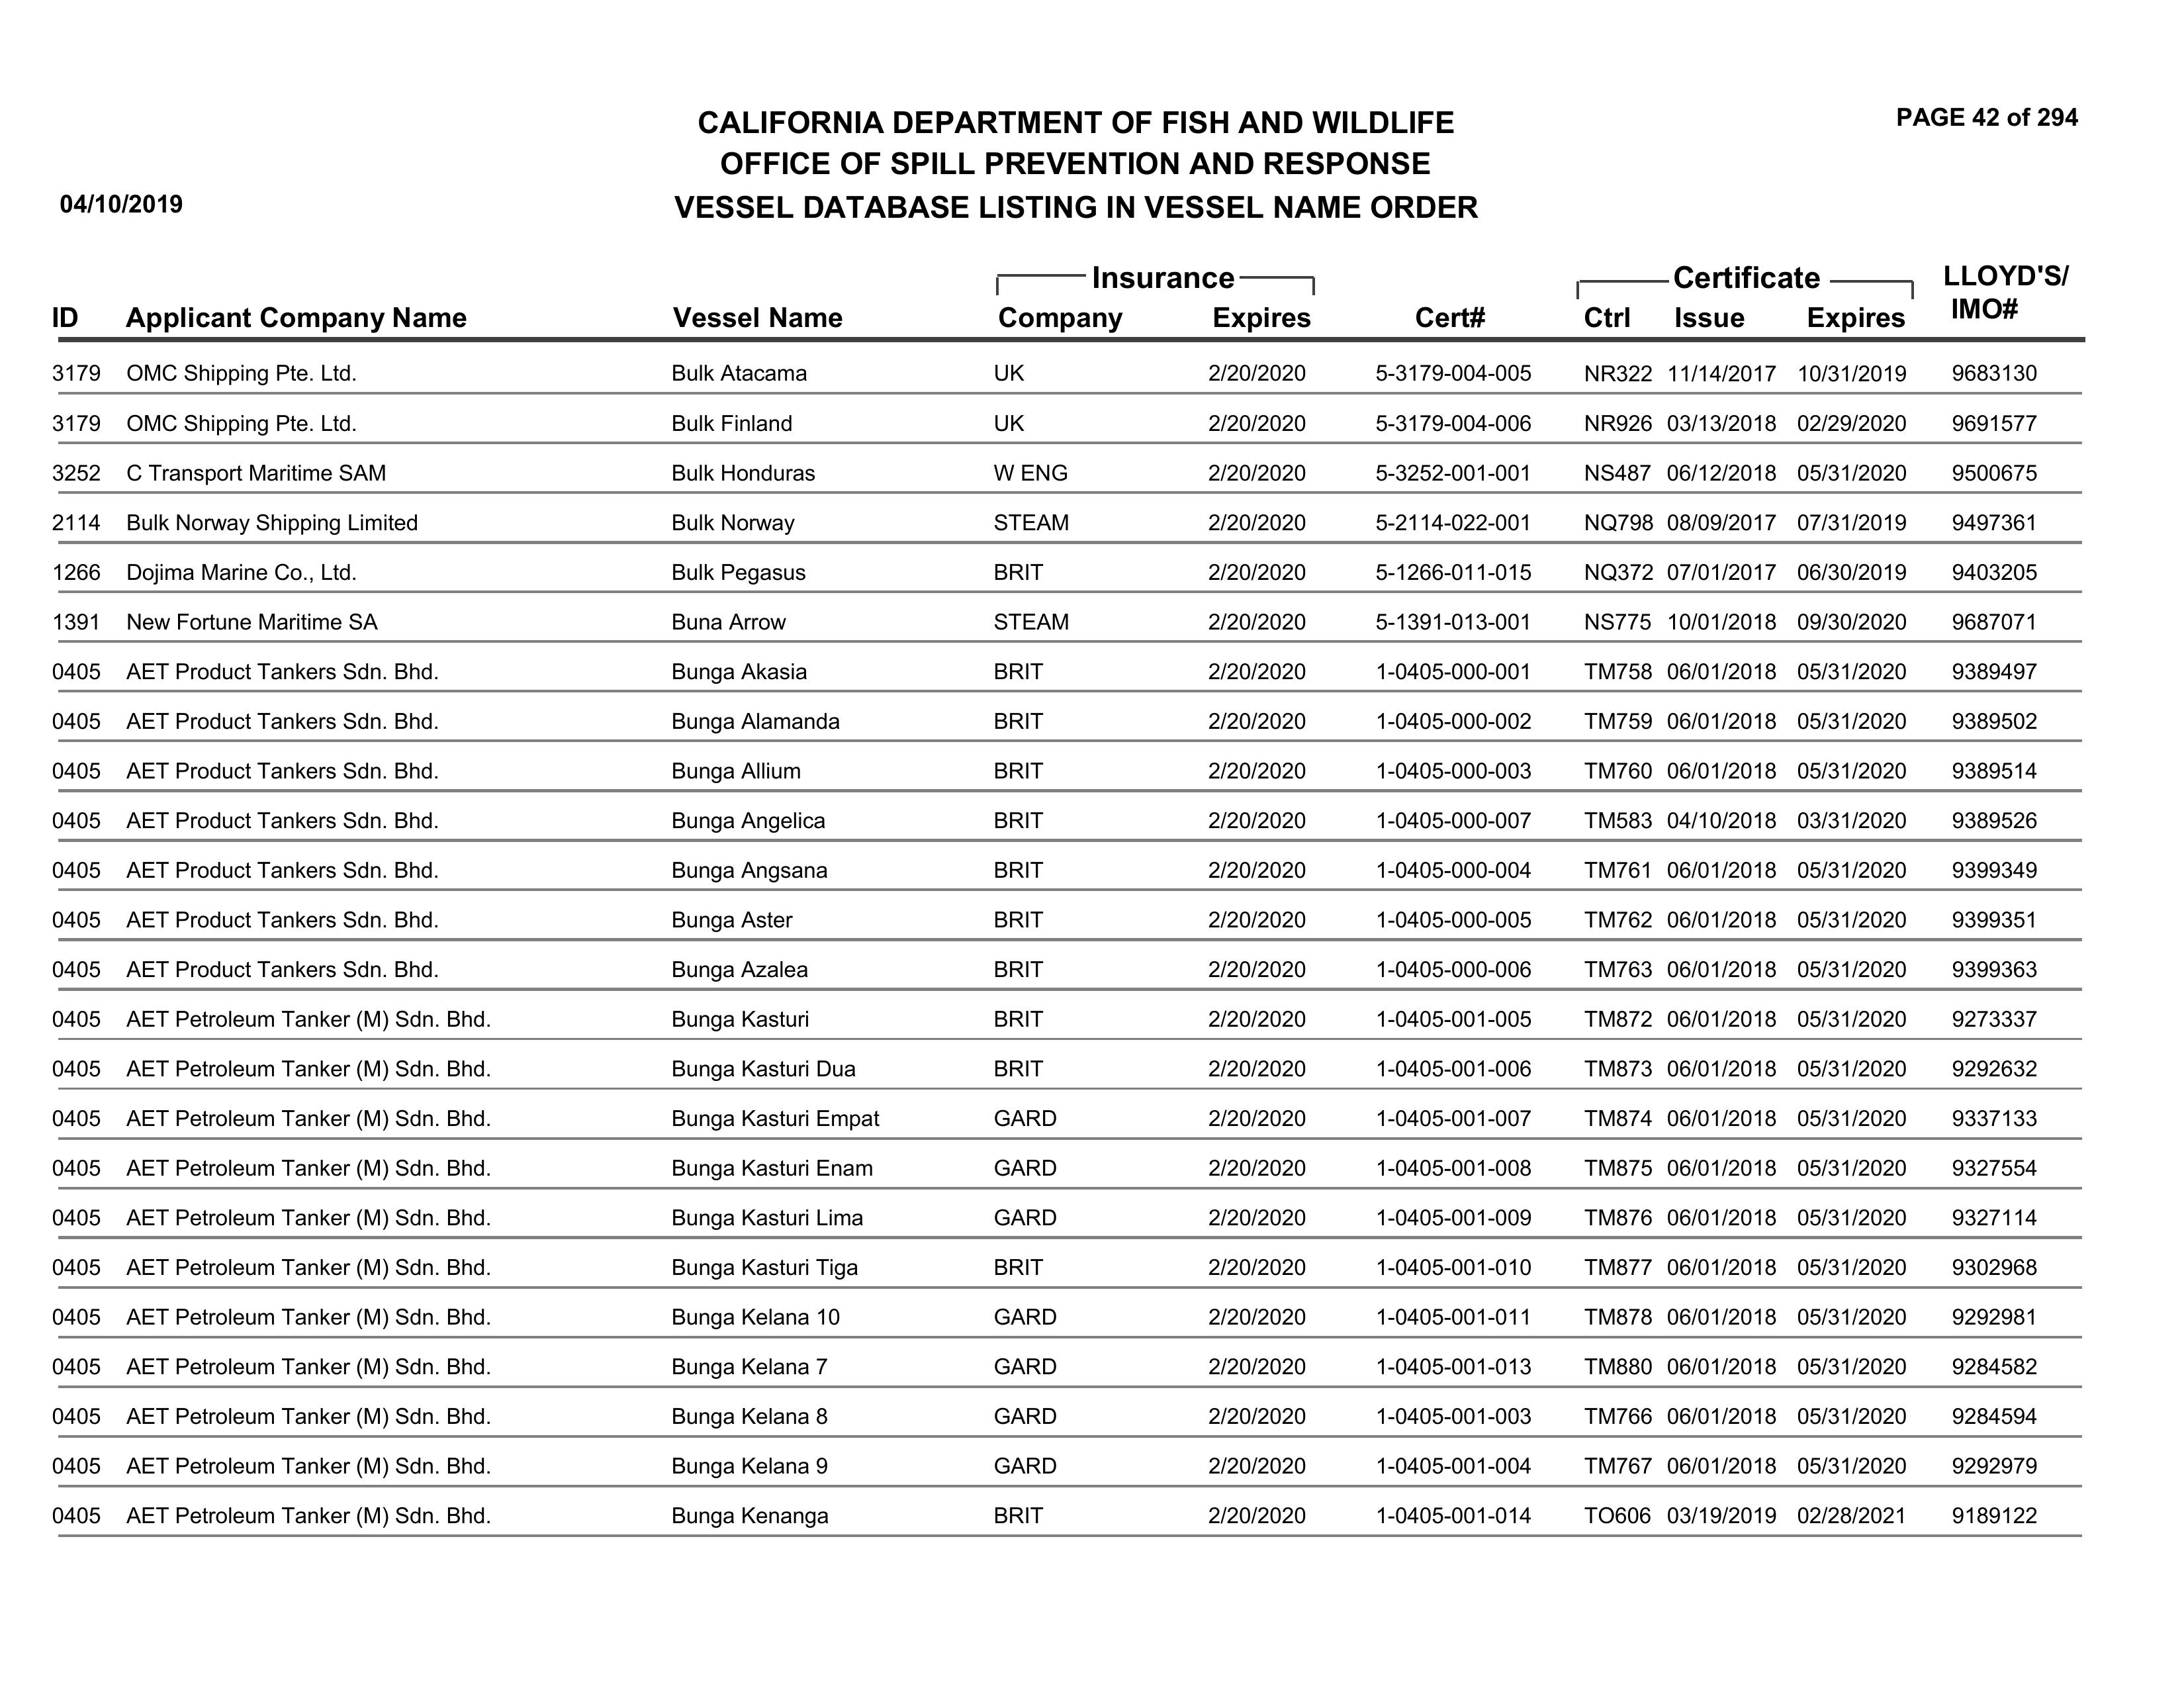 PAGE 42 of 294
CALIFORNIA DEPARTMENT OF FISH AND WILDLIFE
OFFICE OF SPILL PREVENTION AND RESPONSE
04/10/2019 VESSEL DATABASE LISTING IN VESSEL NAME ORDER
Insurance Certificate LLOYD'S/
ID Applicant Company Name Vessel Name Company Expires Cert# Ctrl Issue Expires IMO#
3179 OMC Shipping Pte. Ltd. Bulk Atacama UK 2/20/2020 5-3179-004-005 NR322 11/14/2017 10/31/2019 9683130
3179 OMC Shipping Pte. Ltd. Bulk Finland UK 2/20/2020 5-3179-004-006 NR926 03/13/2018 02/29/2020 9691577
3252 C Transport Maritime SAM Bulk Honduras W ENG 2/20/2020 5-3252-001-001 NS487 06/12/2018 05/31/2020 9500675
2114 Bulk Norway Shipping Limited Bulk Norway STEAM 2/20/2020 5-2114-022-001 NQ798 08/09/2017 07/31/2019 9497361
1266 Dojima Marine Co., Ltd. Bulk Pegasus BRIT 2/20/2020 5-1266-011-015 NQ372 07/01/2017 06/30/2019 9403205
1391 New Fortune Maritime SA Buna Arrow STEAM 2/20/2020 5-1391-013-001 NS775 10/01/2018 09/30/2020 9687071
0405 AET Product Tankers Sdn. Bhd. Bunga Akasia BRIT 2/20/2020 1-0405-000-001 TM758 06/01/2018 05/31/2020 9389497
0405 AET Product Tankers Sdn. Bhd. Bunga Alamanda BRIT 2/20/2020 1-0405-000-002 TM759 06/01/2018 05/31/2020 9389502
0405 AET Product Tankers Sdn. Bhd. Bunga Allium BRIT 2/20/2020 1-0405-000-003 TM760 06/01/2018 05/31/2020 9389514
0405 AET Product Tankers Sdn. Bhd. Bunga Angelica BRIT 2/20/2020 1-0405-000-007 TM583 04/10/2018 03/31/2020 9389526
0405 AET Product Tankers Sdn. Bhd. Bunga Angsana BRIT 2/20/2020 1-0405-000-004 TM761 06/01/2018 05/31/2020 9399349
0405 AET Product Tankers Sdn. Bhd. Bunga Aster BRIT 2/20/2020 1-0405-000-005 TM762 06/01/2018 05/31/2020 9399351
0405 AET Product Tankers Sdn. Bhd. Bunga Azalea BRIT 2/20/2020 1-0405-000-006 TM763 06/01/2018 05/31/2020 9399363
0405 AET Petroleum Tanker (M) Sdn. Bhd. Bunga Kasturi BRIT 2/20/2020 1-0405-001-005 TM872 06/01/2018 05/31/2020 9273337
0405 AET Petroleum Tanker (M) Sdn. Bhd. Bunga Kasturi Dua BRIT 2/20/2020 1-0405-001-006 TM873 06/01/2018 05/31/2020 9292632
0405 AET Petroleum Tanker (M) Sdn. Bhd. Bunga Kasturi Empat GARD 2/20/2020 1-0405-001-007 TM874 06/01/2018 05/31/2020 9337133
0405 AET Petroleum Tanker (M) Sdn. Bhd. Bunga Kasturi Enam GARD 2/20/2020 1-0405-001-008 TM875 06/01/2018 05/31/2020 9327554
0405 AET Petroleum Tanker (M) Sdn. Bhd. Bunga Kasturi Lima GARD 2/20/2020 1-0405-001-009 TM876 06/01/2018 05/31/2020 9327114
0405 AET Petroleum Tanker (M) Sdn. Bhd. Bunga Kasturi Tiga BRIT 2/20/2020 1-0405-001-010 TM877 06/01/2018 05/31/2020 9302968
0405 AET Petroleum Tanker (M) Sdn. Bhd. Bunga Kelana 10 GARD 2/20/2020 1-0405-001-011 TM878 06/01/2018 05/31/2020 9292981
0405 AET Petroleum Tanker (M) Sdn. Bhd. Bunga Kelana 7 GARD 2/20/2020 1-0405-001-013 TM880 06/01/2018 05/31/2020 9284582
0405 AET Petroleum Tanker (M) Sdn. Bhd. Bunga Kelana 8 GARD 2/20/2020 1-0405-001-003 TM766 06/01/2018 05/31/2020 9284594
0405 AET Petroleum Tanker (M) Sdn. Bhd. Bunga Kelana 9 GARD 2/20/2020 1-0405-001-004 TM767 06/01/2018 05/31/2020 9292979
0405 AET Petroleum Tanker (M) Sdn. Bhd. Bunga Kenanga BRIT 2/20/2020 1-0405-001-014 TO606 03/19/2019 02/28/2021 9189122